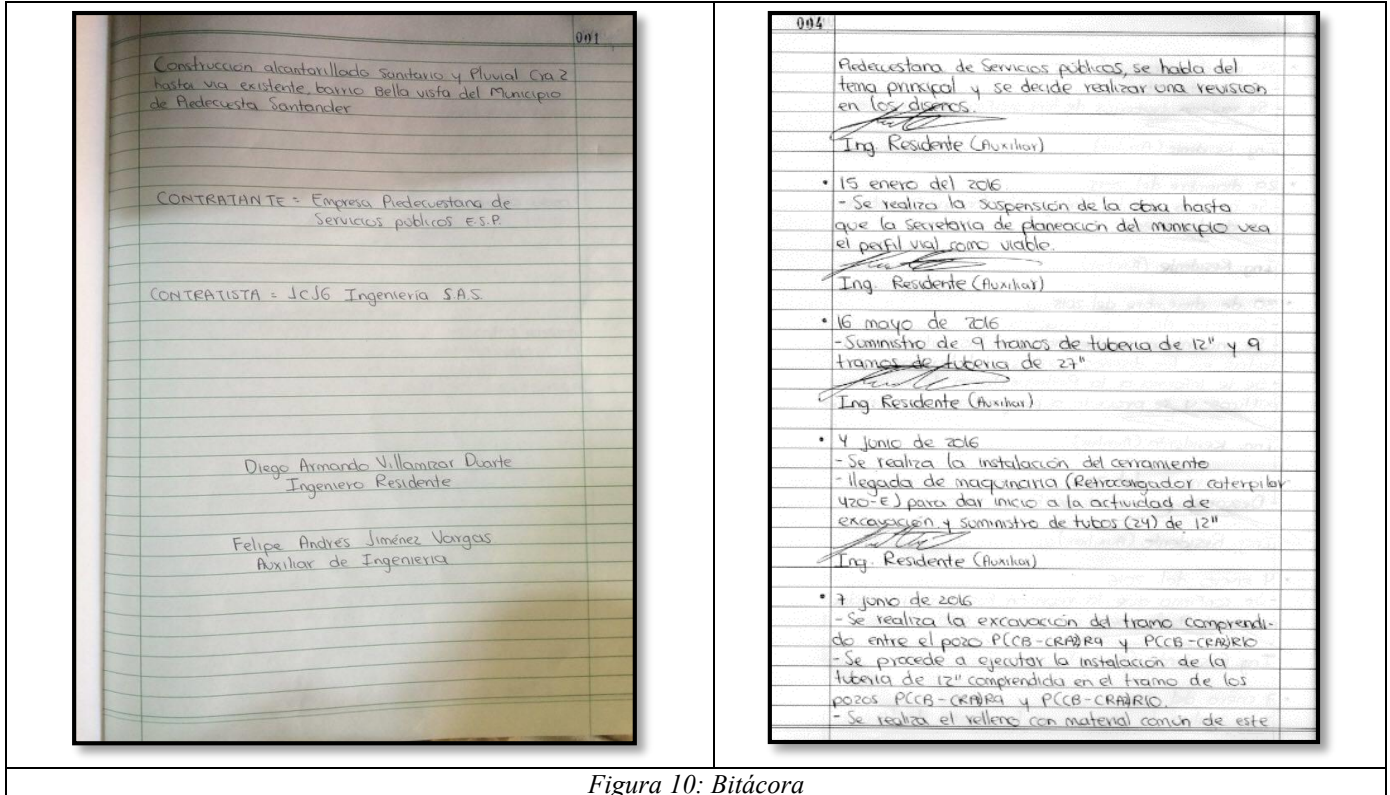 001
Construcción alcantarillado Sanitario y Pluvial Cra 2
hasta via existente, barrio Bella vista del Municipio
de Piedecuesta Santander
CONTRATANTE = Empresa Piedecuestana de
Servicios públicos E.S.P.
CONTRATISTA = JCJG Ingeniería S.A.S.
Diego Armando Villamizar Duarte
Ingeniero Residente
Felipe Andrés Jiménez Vargas
Auxiliar de Ingenieria
004
Piedecuestana de Servicios públicos, se habla del
tema principal y se decide realizar una revisión
en los diseños.
Ing. Residente (Auxiliar)
• 15 enero del 2016
- Se realiza la suspensión de la obra hasta
que la secretaria de planeación del municipio vea
el perfil vial como viable.
Ing. Residente (Auxiliar)
• 16 mayo de 2016
- Suministro de 9 tramos de tuberia de 12" y 9
tramos de tuberia de 27"
Ing. Residente (Auxiliar)
• 4 Junio de 2016
- Se realiza la instalación del cerramiento
- llegada de maquinaria (Retrocargador caterpilar
420-E) para dar inicio a la actividad de
excavación y suministro de tubos (24) de 12"
Ing. Residente (Auxiliar)
• 7 junio de 2016
- Se realiza la excavación del tramo comprendi-
do entre el pozo P(CB-CRA2)R9 y P(CB-CRA2)R10
- Se procede a ejecutar la instalación de la
tuberia de 12" comprendida en el tramo de los
pozos P(CB-CRA2)R9 y P(CB-CRA2)R10.
- Se realiza el relleno con material común de este
Figura 10: Bitácora